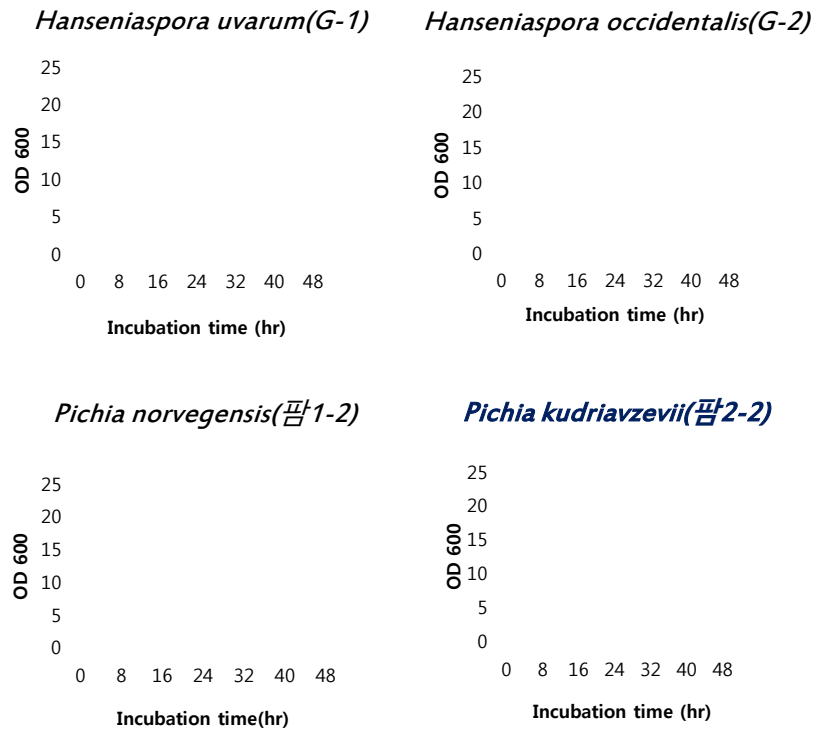 Hanseniaspora uvarum(G-1)
25
20
15
10
5
0
OD 600
0 8 16 24 32 40 48
Incubation time (hr)
Hanseniaspora occidentalis(G-2)
25
20
15
10
5
0
OD 600
0 8 16 24 32 40 48
Incubation time (hr)
Pichia norvegensis(팜1-2)
25
20
15
10
5
0
OD 600
0 8 16 24 32 40 48
Incubation time(hr)
Pichia kudriavzevii(팜2-2)
25
20
15
10
5
0
OD 600
0 8 16 24 32 40 48
Incubation time (hr)